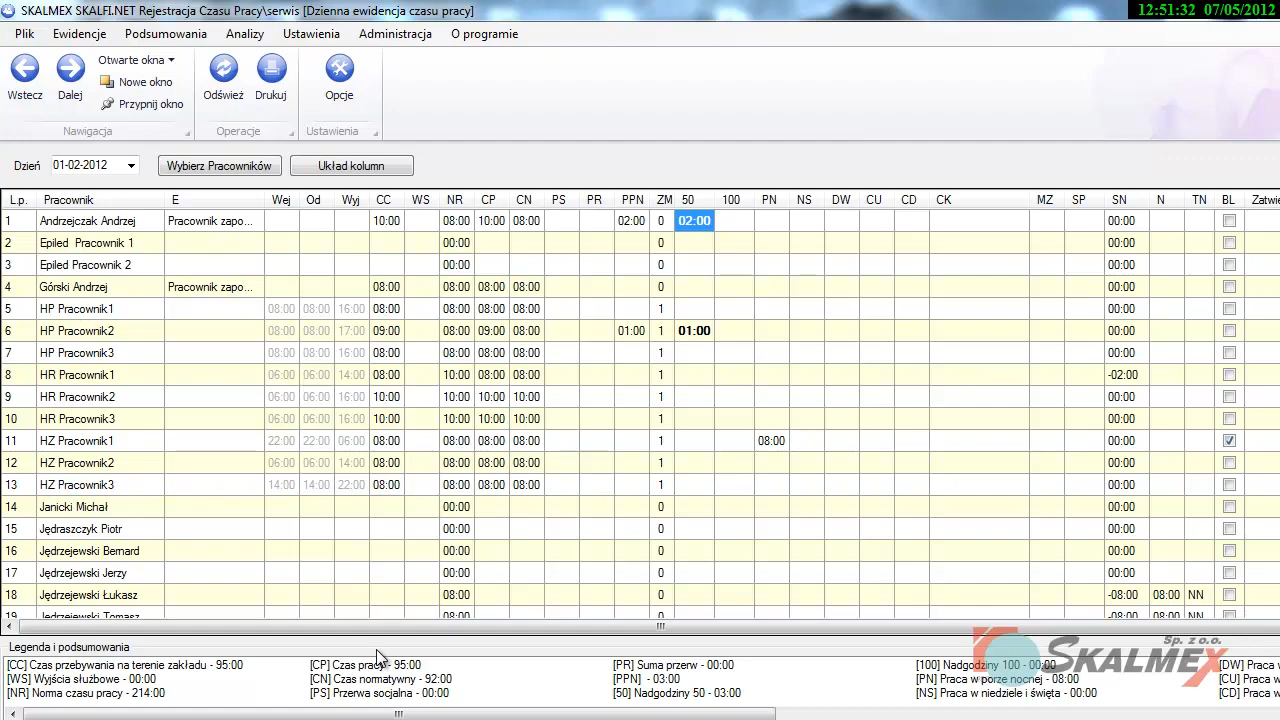 SKALMEX SKALFI.NET Rejestracja Czasu Pracy\serwis [Dzienna ewidencja czasu pracy]
12:51:32 07/05/2012
Plik Ewidencje Podsumowania Analizy Ustawienia Administracja O programie
Wstecz Dalej Otwarte okna Nowe okno Przypnij okno Odśwież Drukuj Opcje
Nawigacja Operacje Ustawienia
Dzień 01-02-2012 Wybierz Pracowników Układ kolumn
L.p. Pracownik E Wej Od Wyj CC WS NR CP CN PS PR PPN ZM 50 100 PN NS DW CU CD CK MZ SP SN N TN BL Zatwie
1 Andrzejczak Andrzej Pracownik zapo... 10:00 08:00 10:00 08:00 02:00 0 02:00 00:00
2 Epiled Pracownik 1 00:00 0 00:00
3 Epiled Pracownik 2 00:00 0 00:00
4 Górski Andrzej Pracownik zapo... 08:00 08:00 08:00 08:00 0 00:00
5 HP Pracownik1 08:00 08:00 16:00 08:00 08:00 08:00 08:00 1 00:00
6 HP Pracownik2 08:00 08:00 17:00 09:00 08:00 09:00 08:00 01:00 1 01:00 00:00
7 HP Pracownik3 08:00 08:00 16:00 08:00 08:00 08:00 08:00 1 00:00
8 HR Pracownik1 06:00 06:00 14:00 08:00 10:00 08:00 08:00 1 -02:00
9 HR Pracownik2 06:00 06:00 16:00 10:00 10:00 10:00 10:00 1 00:00
10 HR Pracownik3 06:00 06:00 16:00 10:00 10:00 10:00 10:00 1 00:00
11 HZ Pracownik1 22:00 22:00 06:00 08:00 08:00 08:00 08:00 1 08:00 00:00
12 HZ Pracownik2 06:00 06:00 14:00 08:00 08:00 08:00 08:00 1 00:00
13 HZ Pracownik3 14:00 14:00 22:00 08:00 08:00 08:00 08:00 1 00:00
14 Janicki Michał 00:00 0 00:00
15 Jędraszczyk Piotr 00:00 0 00:00
16 Jędrzejewski Bernard 00:00 0 00:00
17 Jędrzejewski Jerzy 00:00 0 00:00
18 Jędrzejewski Łukasz 08:00 0 -08:00 08:00 NN
19 Jędrzejewski Tomasz 08:00 0 -08:00 08:00 NN
Legenda i podsumowania
[CC] Czas przebywania na terenie zakładu - 95:00 [CP] Czas pracy - 95:00 [PR] Suma przerw - 00:00 [100] Nadgodziny 100 - 00:00 [DW] Praca w
[WS] Wyjścia służbowe - 00:00 [CN] Czas normatywny - 92:00 [PPN] - 03:00 [PN] Praca w porze nocnej - 08:00 [CU] Praca w
[NR] Norma czasu pracy - 214:00 [PS] Przerwa socjalna - 00:00 [50] Nadgodziny 50 - 03:00 [NS] Praca w niedziele i święta - 00:00 [CD] Praca w
Sp. z o.o.
SKALMEX